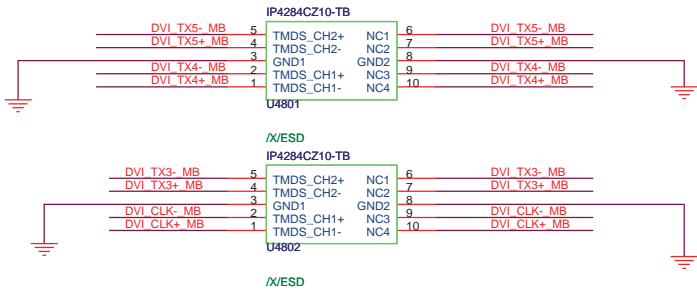 IP4284CZ10-TB
DVI_TX5-_MB 5 TMDS_CH2+ NC1 6 DVI_TX5-_MB
DVI_TX5+_MB 4 TMDS_CH2- NC2 7 DVI_TX5+_MB
3 GND1 GND2 8
DVI_TX4-_MB 2 TMDS_CH1+ NC3 9 DVI_TX4-_MB
DVI_TX4+_MB 1 TMDS_CH1- NC4 10 DVI_TX4+_MB
U4801
/X/ESD
IP4284CZ10-TB
DVI_TX3-_MB 5 TMDS_CH2+ NC1 6 DVI_TX3-_MB
DVI_TX3+_MB 4 TMDS_CH2- NC2 7 DVI_TX3+_MB
3 GND1 GND2 8
DVI_CLK-_MB 2 TMDS_CH1+ NC3 9 DVI_CLK-_MB
DVI_CLK+_MB 1 TMDS_CH1- NC4 10 DVI_CLK+_MB
U4802
/X/ESD